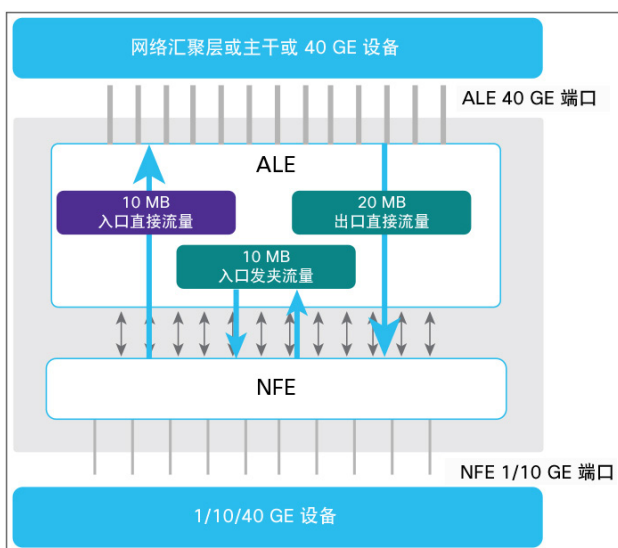 网络汇聚层或主干或 40 GE 设备
ALE 40 GE 端口
ALE
10 MB
入口直接流量
20 MB
出口直接流量
10 MB
入口发夹流量
NFE
NFE 1/10 GE 端口
1/10/40 GE 设备